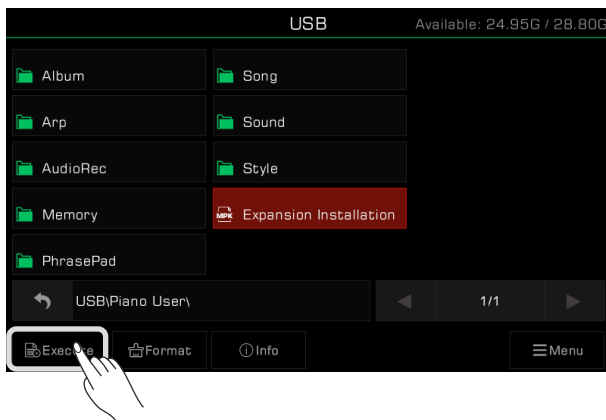 USB
Available: 24.95G / 28.80G
Album
Song
Arp
Sound
AudioRec
Style
Memory
MPK Expansion Installation
PhrasePad
USB\Piano User\
1/1
Execute
Format
Info
Menu